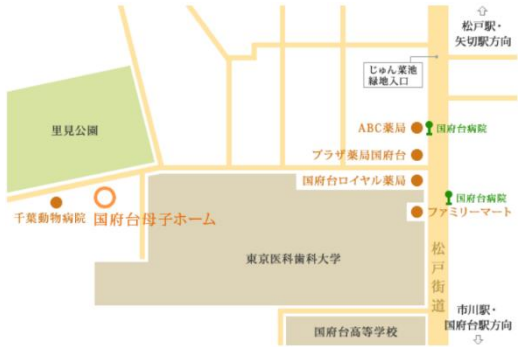 松戸駅・
矢切駅方向
じゅん菜池
緑地入口
里見公園
ABC薬局
国府台病院
プラザ薬局国府台
国府台ロイヤル薬局
国府台病院
千葉動物病院
国府台母子ホーム
ファミリーマート
東京医科歯科大学
松戸街道
市川駅・
国府台駅方向
国府台高等学校